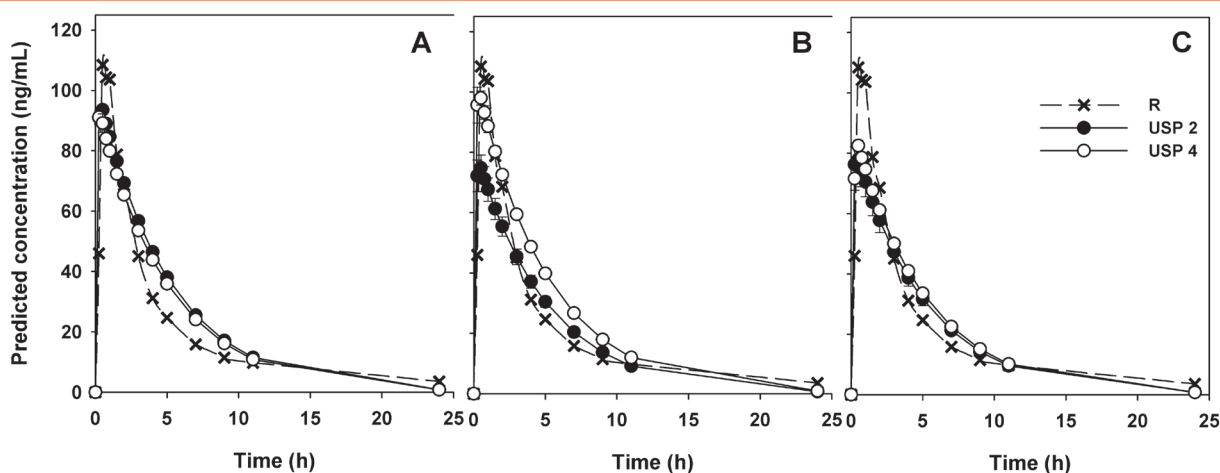 A
B
C
Predicted concentration (ng/mL)
120
100
80
60
40
20
0
R
USP 2
USP 4
0 5 10 15 20 25
0 5 10 15 20 25
0 5 10 15 20 25
Time (h)
Time (h)
Time (h)